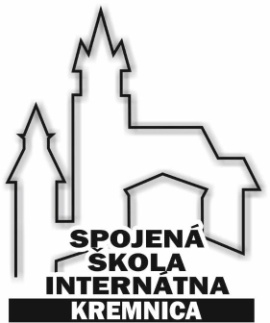 SPOJENÁ
ŠKOLA
INTERNÁTNA
KREMNICA